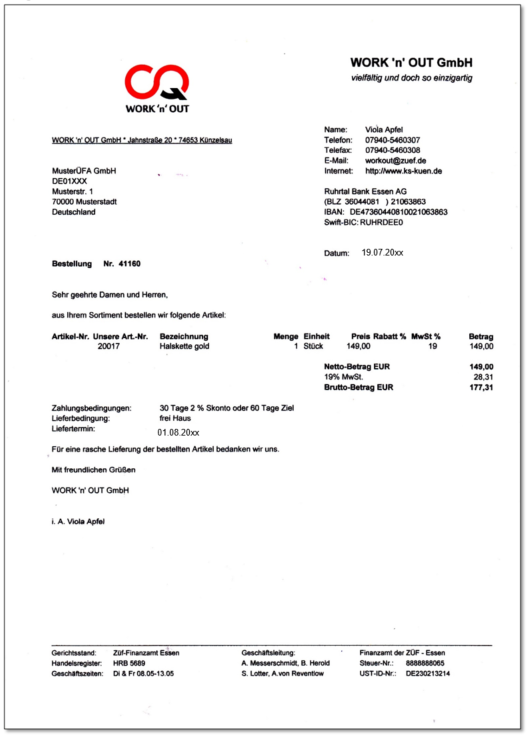 WORK 'n' OUT GmbH
vielfältig und doch so einzigartig
WORK 'n' OUT
WORK 'n' OUT GmbH * Jahnstraße 20 * 74653 Künzelsau
Name: Viola Apfel
Telefon: 07940-5460307
Telefax: 07940-5460308
E-Mail: workout@zuef.de
Internet: http://www.ks-kuen.de
MusterÜFA GmbH
DE01XXX
Musterstr. 1
70000 Musterstadt
Deutschland
Ruhrtal Bank Essen AG
(BLZ 36044081 ) 21063863
IBAN: DE47360440810021063863
Swift-BIC: RUHRDEE0
Datum: 19.07.20xx
Bestellung Nr. 41160
Sehr geehrte Damen und Herren,
aus Ihrem Sortiment bestellen wir folgende Artikel:
Artikel-Nr. Unsere Art.-Nr. Bezeichnung Menge Einheit Preis Rabatt % MwSt % Betrag
20017 Halskette gold 1 Stück 149,00 19 149,00
Netto-Betrag EUR 149,00
19% MwSt. 28,31
Brutto-Betrag EUR 177,31
Zahlungsbedingungen: 30 Tage 2 % Skonto oder 60 Tage Ziel
Lieferbedingung: frei Haus
Liefertermin: 01.08.20xx
Für eine rasche Lieferung der bestellten Artikel bedanken wir uns.
Mit freundlichen Grüßen
WORK 'n' OUT GmbH
i. A. Viola Apfel
Gerichtsstand: Züf-Finanzamt Essen Geschäftsleitung: Finanzamt der ZÜF - Essen
Handelsregister: HRB 5689 A. Messerschmidt, B. Herold Steuer-Nr.: 8888888065
Geschäftszeiten: Di & Fr 08.05-13.05 S. Lotter, A.von Reventlow UST-ID-Nr.: DE230213214